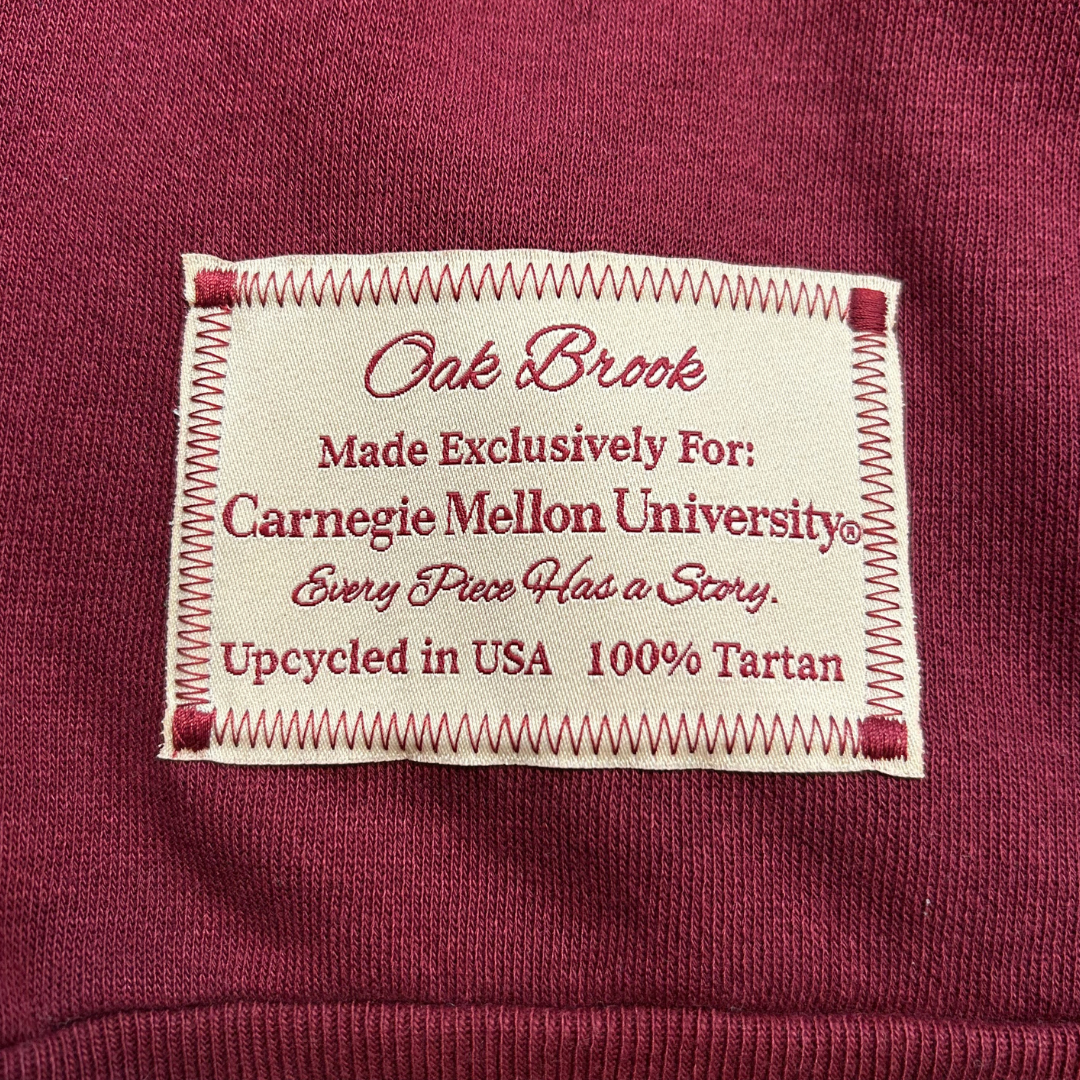 Oak Brook
Made Exclusively For:
Carnegie Mellon University®
Every Piece Has a Story.
Upcycled in USA 100% Tartan